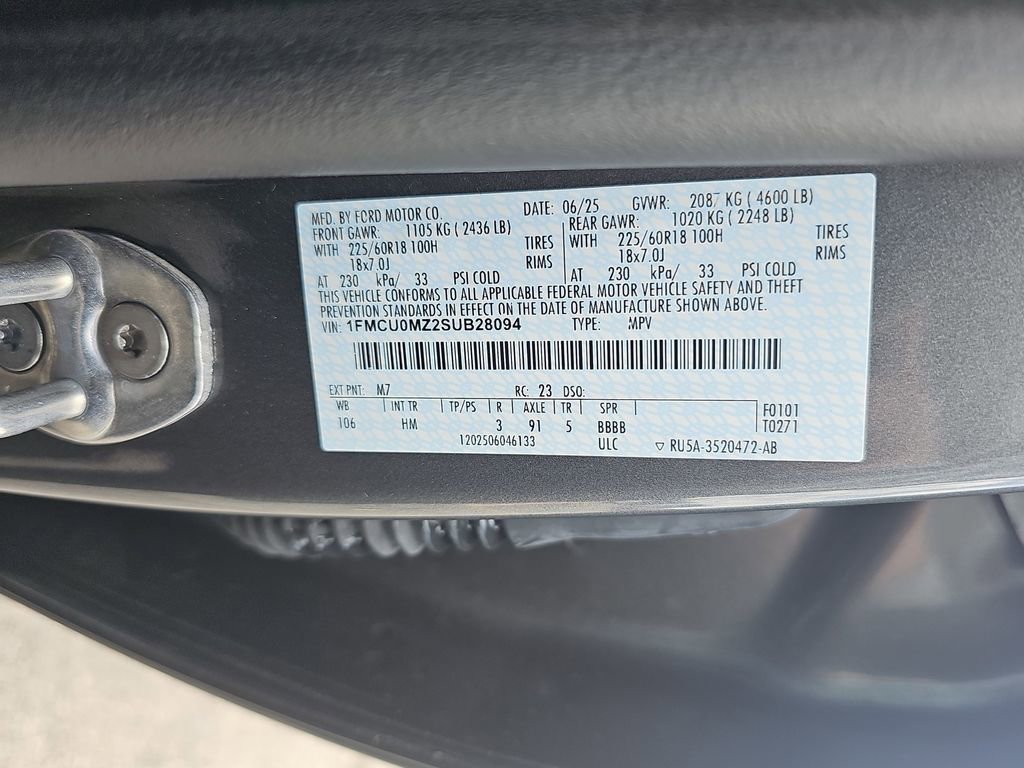 MFD. BY FORD MOTOR CO. DATE: 06/25 GVWR: 2087 KG ( 4600 LB)
FRONT GAWR: 1105 KG ( 2436 LB) REAR GAWR: 1020 KG ( 2248 LB)
WITH 225/60R18 100H TIRES WITH 225/60R18 100H TIRES
18x7.0J RIMS 18x7.0J RIMS
AT 230 kPa/ 33 PSI COLD AT 230 kPa/ 33 PSI COLD
THIS VEHICLE CONFORMS TO ALL APPLICABLE FEDERAL MOTOR VEHICLE SAFETY AND THEFT
PREVENTION STANDARDS IN EFFECT ON THE DATE OF MANUFACTURE SHOWN ABOVE.
VIN: 1FMCU0MZ2SUB28094 TYPE: MPV
EXT PNT: M7 RC: 23 DSO:
WB INT TR TP/PS R AXLE TR SPR F0101
106 HM 3 91 5 BBBB T0271
1202506046133 ULC ▽ RU5A-3520472-AB